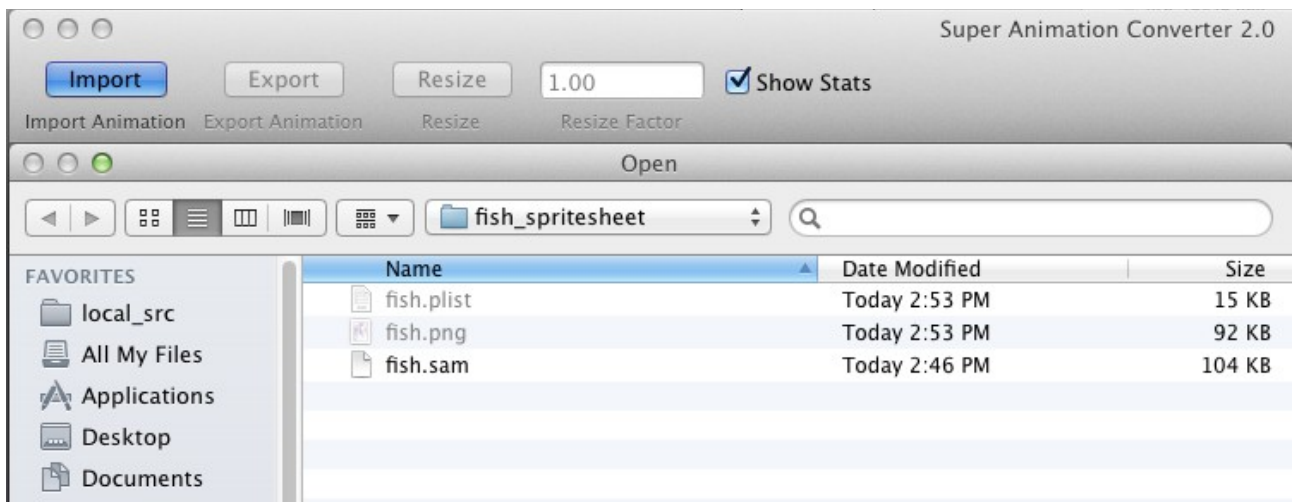 Super Animation Converter 2.0
Import Export Resize 1.00 Show Stats
Import Animation Export Animation Resize Resize Factor
Open
fish_spritesheet
FAVORITES
local_src
All My Files
Applications
Desktop
Documents
Name Date Modified Size
fish.plist Today 2:53 PM 15 KB
fish.png Today 2:53 PM 92 KB
fish.sam Today 2:46 PM 104 KB